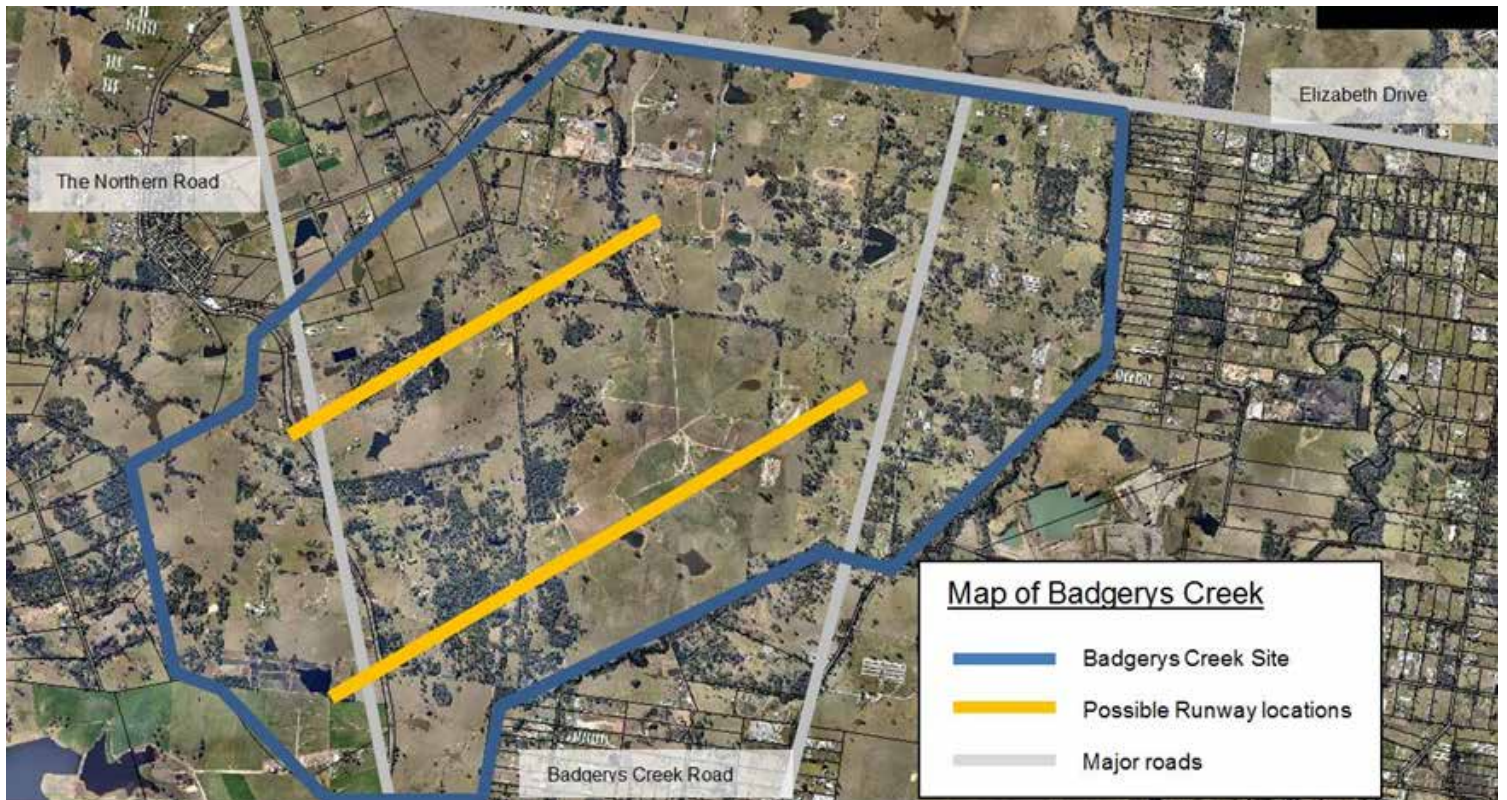 Elizabeth Drive
The Northern Road
Map of Badgerys Creek
Badgerys Creek Site
Possible Runway locations
Major roads
Badgerys Creek Road